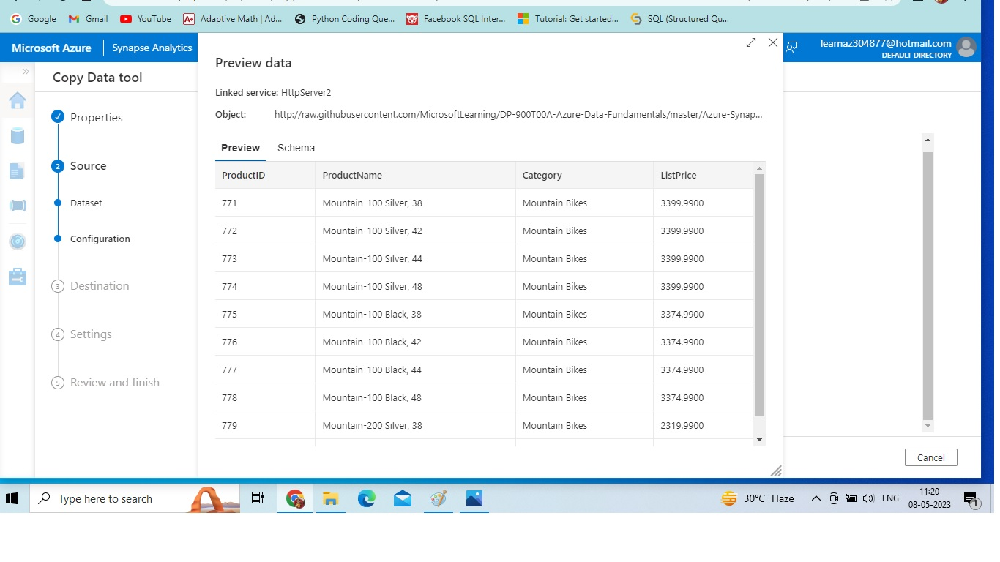 Google Gmail YouTube Adaptive Math | Ad... Python Coding Que... Facebook SQL Inter... Tutorial: Get started... SQL (Structured Qu...
Microsoft Azure Synapse Analytics
learnaz304877@hotmail.com
DEFAULT DIRECTORY
Copy Data tool
Properties
2 Source
Dataset
Configuration
3 Destination
4 Settings
5 Review and finish
Preview data
Linked service: HttpServer2
Object: http://raw.githubusercontent.com/MicrosoftLearning/DP-900T00A-Azure-Data-Fundamentals/master/Azure-Synap...
Preview Schema
ProductID ProductName Category ListPrice
771 Mountain-100 Silver, 38 Mountain Bikes 3399.9900
772 Mountain-100 Silver, 42 Mountain Bikes 3399.9900
773 Mountain-100 Silver, 44 Mountain Bikes 3399.9900
774 Mountain-100 Silver, 48 Mountain Bikes 3399.9900
775 Mountain-100 Black, 38 Mountain Bikes 3374.9900
776 Mountain-100 Black, 42 Mountain Bikes 3374.9900
777 Mountain-100 Black, 44 Mountain Bikes 3374.9900
778 Mountain-100 Black, 48 Mountain Bikes 3374.9900
779 Mountain-200 Silver, 38 Mountain Bikes 2319.9900
Cancel
Type here to search
30°C Haze
ENG
11:20
08-05-2023
1